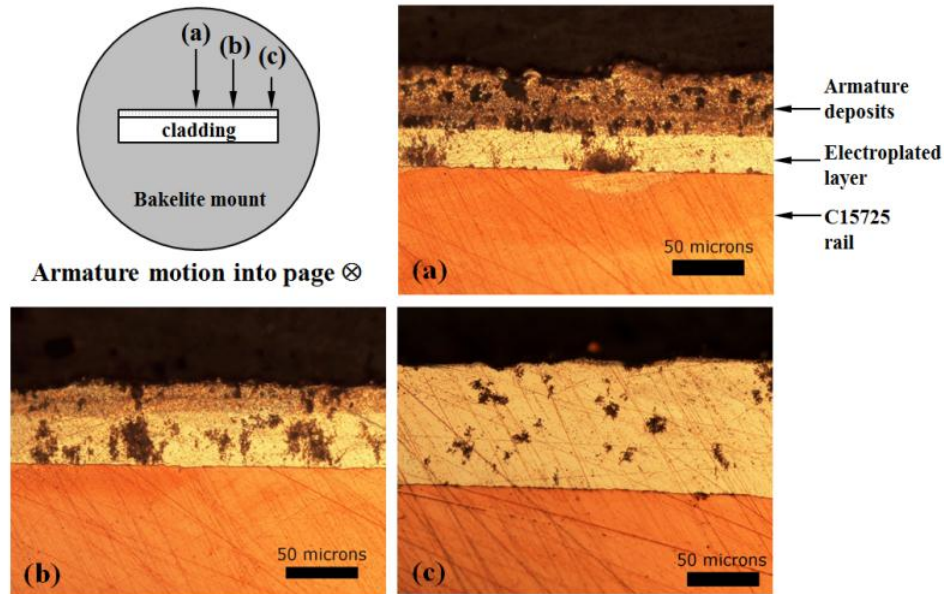 (a)
(b)
(c)
cladding
Bakelite mount
Armature motion into page ⊗
Armature
deposits
Electroplated
layer
C15725
rail
50 microns
(a)
50 microns
(b)
50 microns
(c)